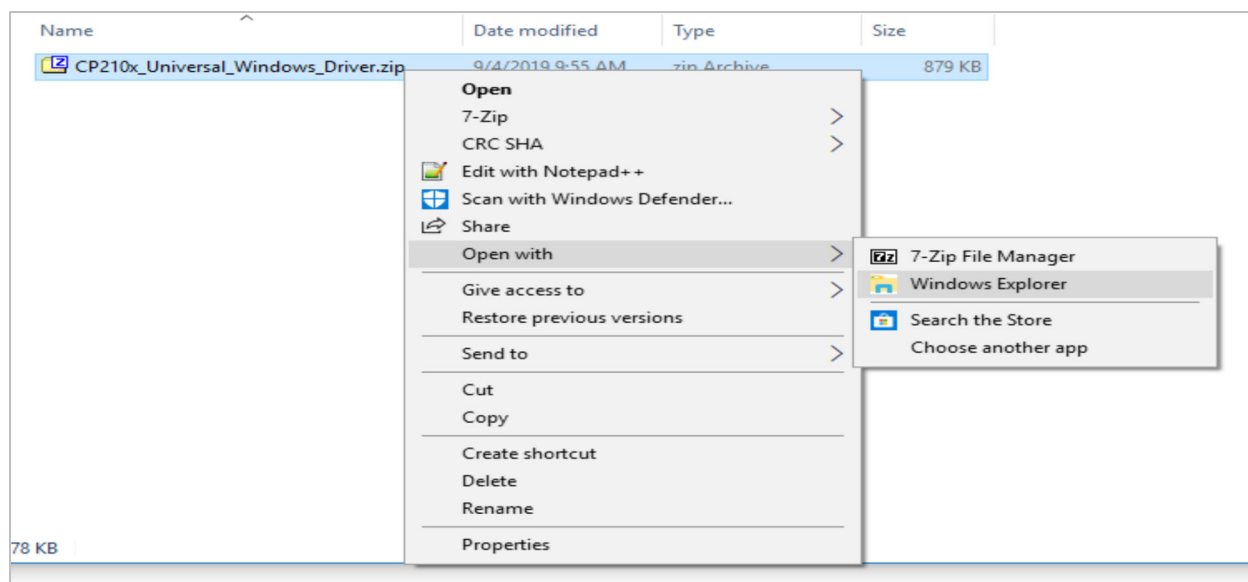 Name Date modified Type Size
CP210x_Universal_Windows_Driver.zip 9/4/2019 9:55 AM zip Archive 879 KB
Open
7-Zip
CRC SHA
Edit with Notepad++
Scan with Windows Defender...
Share
Open with
7-Zip File Manager
Windows Explorer
Search the Store
Choose another app
Give access to
Restore previous versions
Send to
Cut
Copy
Create shortcut
Delete
Rename
Properties
78 KB